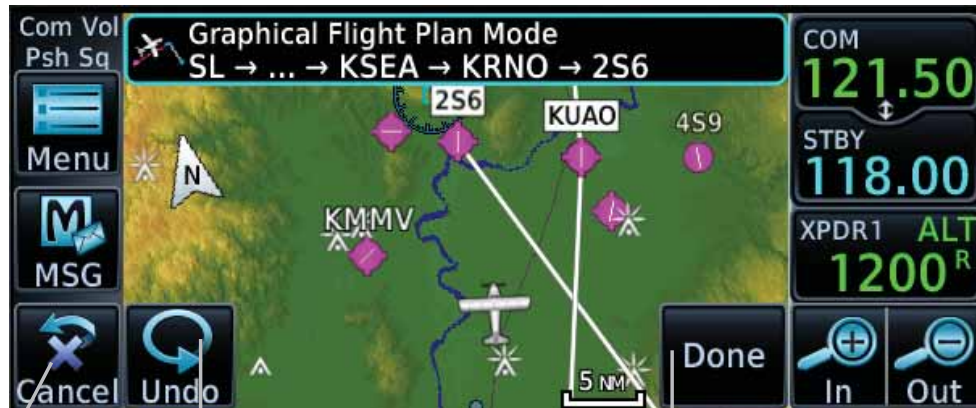 Com Vol
Psh Sq
Graphical Flight Plan Mode
SL → ... → KSEA → KRNO → 2S6
COM
121.50
STBY
118.00
XPDR1 ALT
1200 R
Menu
MSG
Cancel
Undo
Done
In
Out
N
2S6
KUAO
4S9
KMMV
5 NM